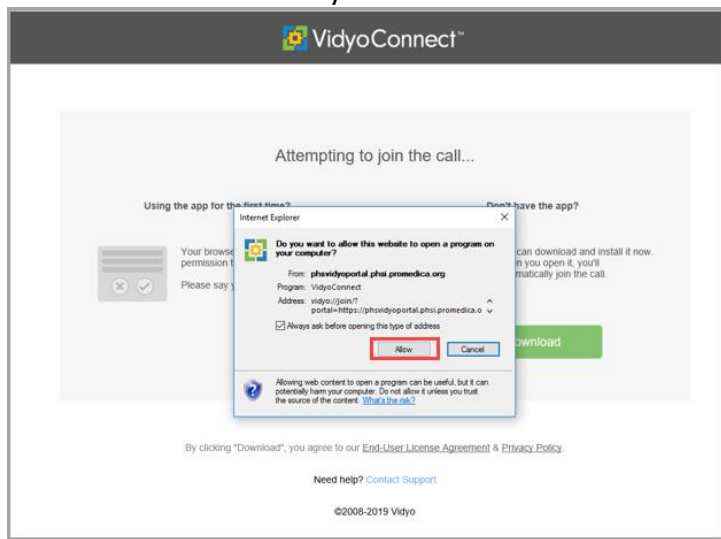 VidyoConnect™
Attempting to join the call...
Using the app for the first time?
Don't have the app?
Your browse
permission t
Please say y
can download and install it now.
n you open it, you'll
matically join the call.
wnload
Internet Explorer
Do you want to allow this website to open a program on
your computer?
From: phsvidyoportal.phsi.promedica.org
Program: VidyoConnect
Address: vidyo://join/?
portal=https://phsvidyoportal.phsi.promedica.o
Always ask before opening this type of address
Allow
Cancel
Allowing web content to open a program can be useful, but it can
potentially harm your computer. Do not allow it unless you trust
the source of the content. What's the risk?
By clicking "Download", you agree to our End-User License Agreement & Privacy Policy.
Need help? Contact Support
©2008-2019 Vidyo